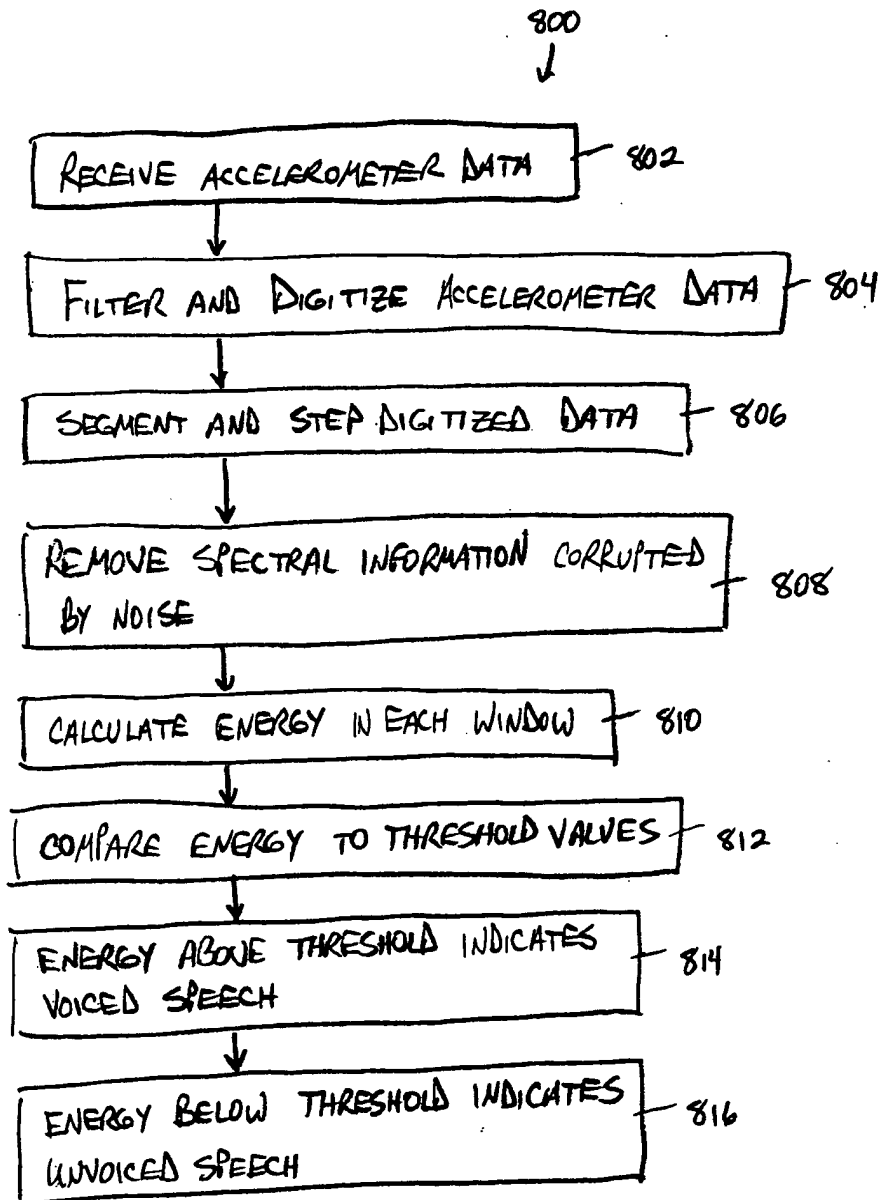 800
RECEIVE ACCELEROMETER DATA 802
FILTER AND DIGITIZE ACCELEROMETER DATA 804
SEGMENT AND STEP DIGITIZED DATA 806
REMOVE SPECTRAL INFORMATION CORRUPTED
BY NOISE 808
CALCULATE ENERGY IN EACH WINDOW 810
COMPARE ENERGY TO THRESHOLD VALUES 812
ENERGY ABOVE THRESHOLD INDICATES
VOICED SPEECH 814
ENERGY BELOW THRESHOLD INDICATES
UNVOICED SPEECH 816